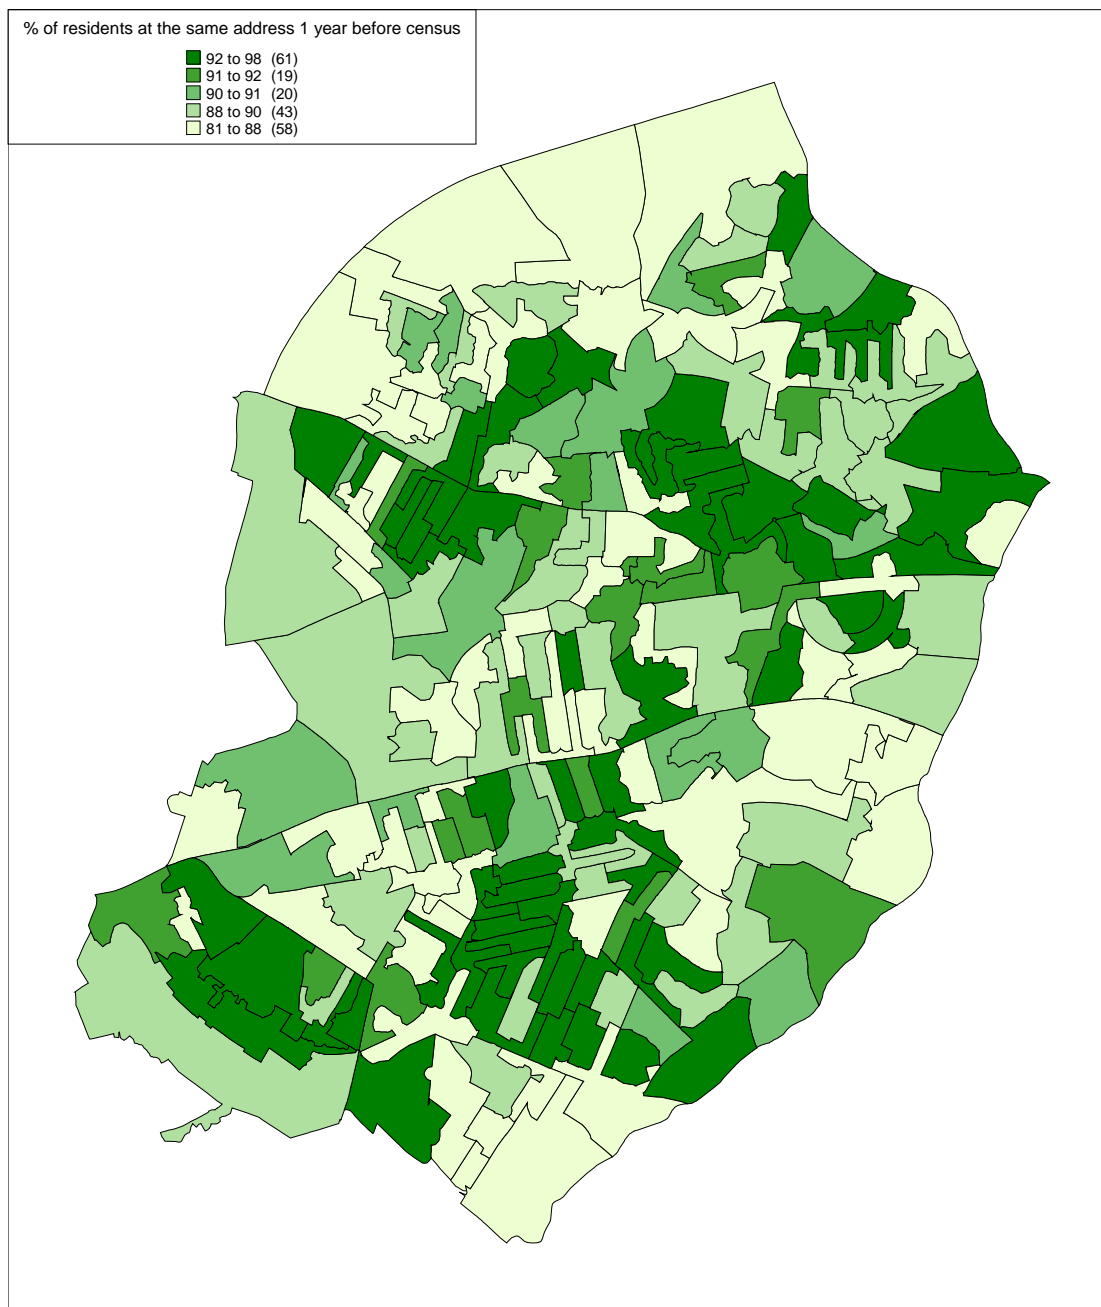 % of residents at the same address 1 year before census
92 to 98 (61)
91 to 92 (19)
90 to 91 (20)
88 to 90 (43)
81 to 88 (58)